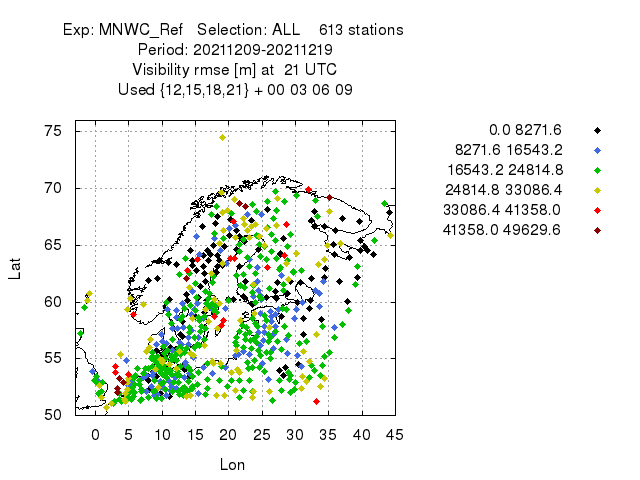 Exp: MNWC_Ref   Selection: ALL    613 stations
Period: 20211209-20211219
Visibility rmse [m] at  21 UTC
Used {12,15,18,21} + 00 03 06 09
0.0 8271.6
8271.6 16543.2
16543.2 24814.8
24814.8 33086.4
33086.4 41358.0
41358.0 49629.6
75
70
65
60
55
50
Lat
0 5 10 15 20 25 30 35 40 45
Lon